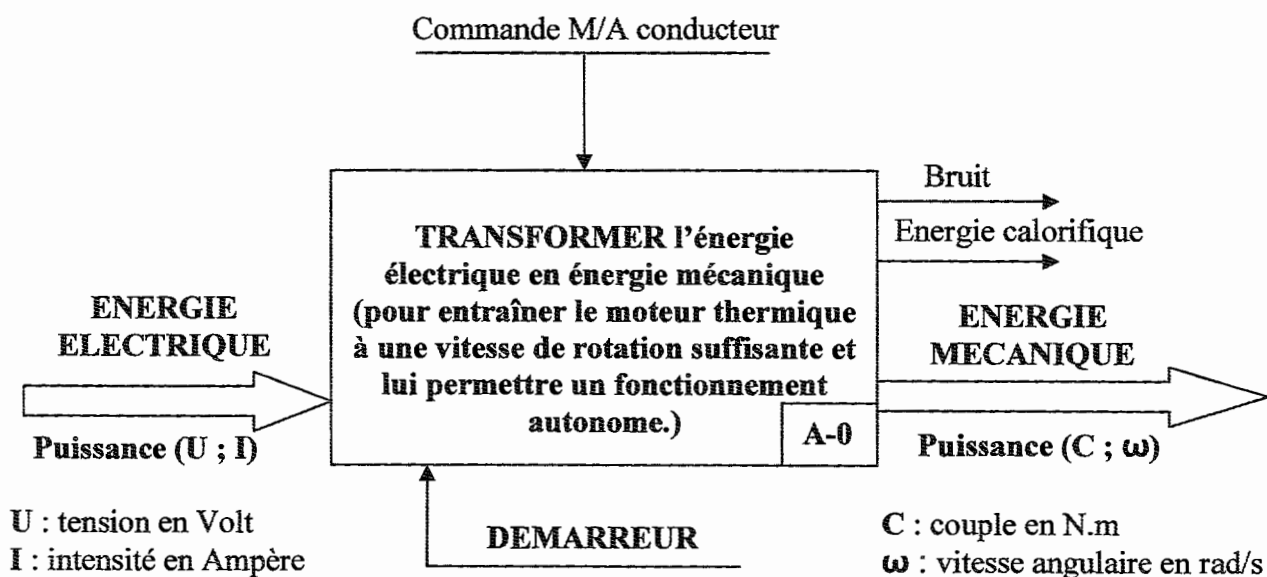 Commande M/A conducteur
Bruit
Energie calorifique
TRANSFORMER l'énergie
électrique en énergie mécanique
(pour entraîner le moteur thermique
à une vitesse de rotation suffisante et
lui permettre un fonctionnement
autonome.)
A-0
ENERGIE
ELECTRIQUE
Puissance (U ; I)
ENERGIE
MECANIQUE
Puissance (C ; ω)
U : tension en Volt
I : intensité en Ampère
DEMARREUR
C : couple en N.m
ω : vitesse angulaire en rad/s